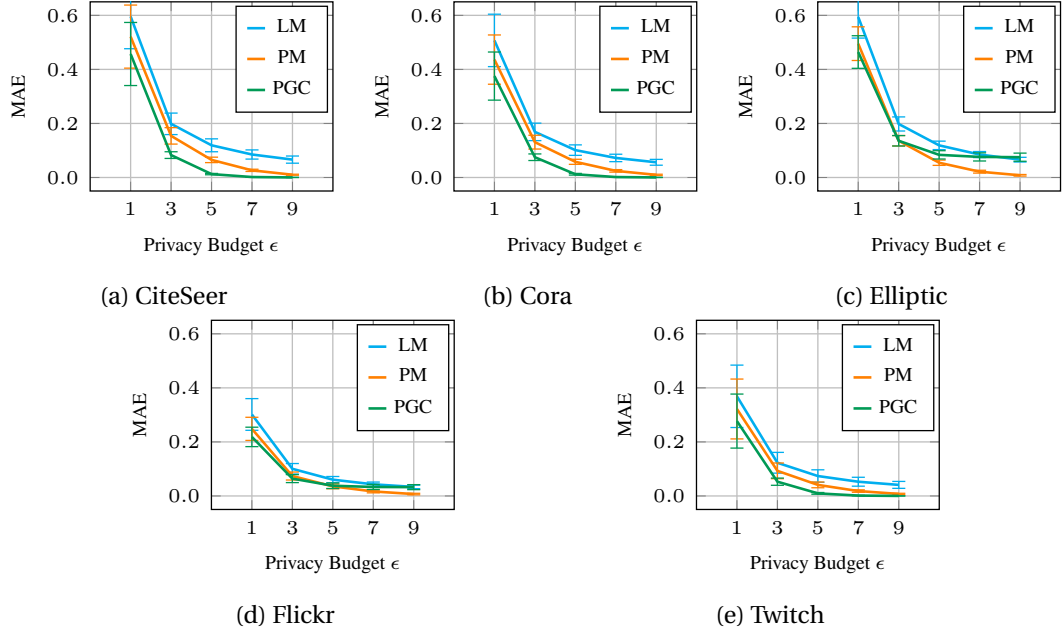 0.6
0.4
0.2
0.0
MAE
LM
PM
PGC
1 3 5 7 9
Privacy Budget ϵ
(a) CiteSeer
0.6
0.4
0.2
0.0
MAE
LM
PM
PGC
1 3 5 7 9
Privacy Budget ϵ
(b) Cora
0.6
0.4
0.2
0.0
MAE
LM
PM
PGC
1 3 5 7 9
Privacy Budget ϵ
(c) Elliptic
0.6
0.4
0.2
0.0
MAE
LM
PM
PGC
1 3 5 7 9
Privacy Budget ϵ
(d) Flickr
0.6
0.4
0.2
0.0
MAE
LM
PM
PGC
1 3 5 7 9
Privacy Budget ϵ
(e) Twitch